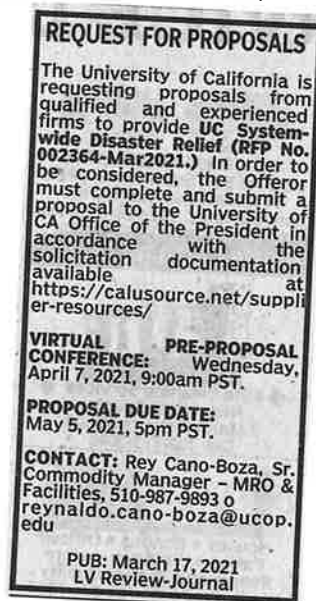 REQUEST FOR PROPOSALS
The University of California is
requesting proposals from
qualified and experienced
firms to provide UC System-
wide Disaster Relief (RFP No.
002364-Mar2021.) In order to
be considered, the Offeror
must complete and submit a
proposal to the University of
CA Office of the President in
accordance with the
solicitation documentation
available at
https://calusource.net/suppli
er-resources/
VIRTUAL PRE-PROPOSAL
CONFERENCE: Wednesday,
April 7, 2021, 9:00am PST.
PROPOSAL DUE DATE:
May 5, 2021, 5pm PST.
CONTACT: Rey Cano-Boza, Sr.
Commodity Manager – MRO &
Facilities, 510-987-9893 o
reynaldo.cano-boza@ucop.
edu
PUB: March 17, 2021
LV Review-Journal